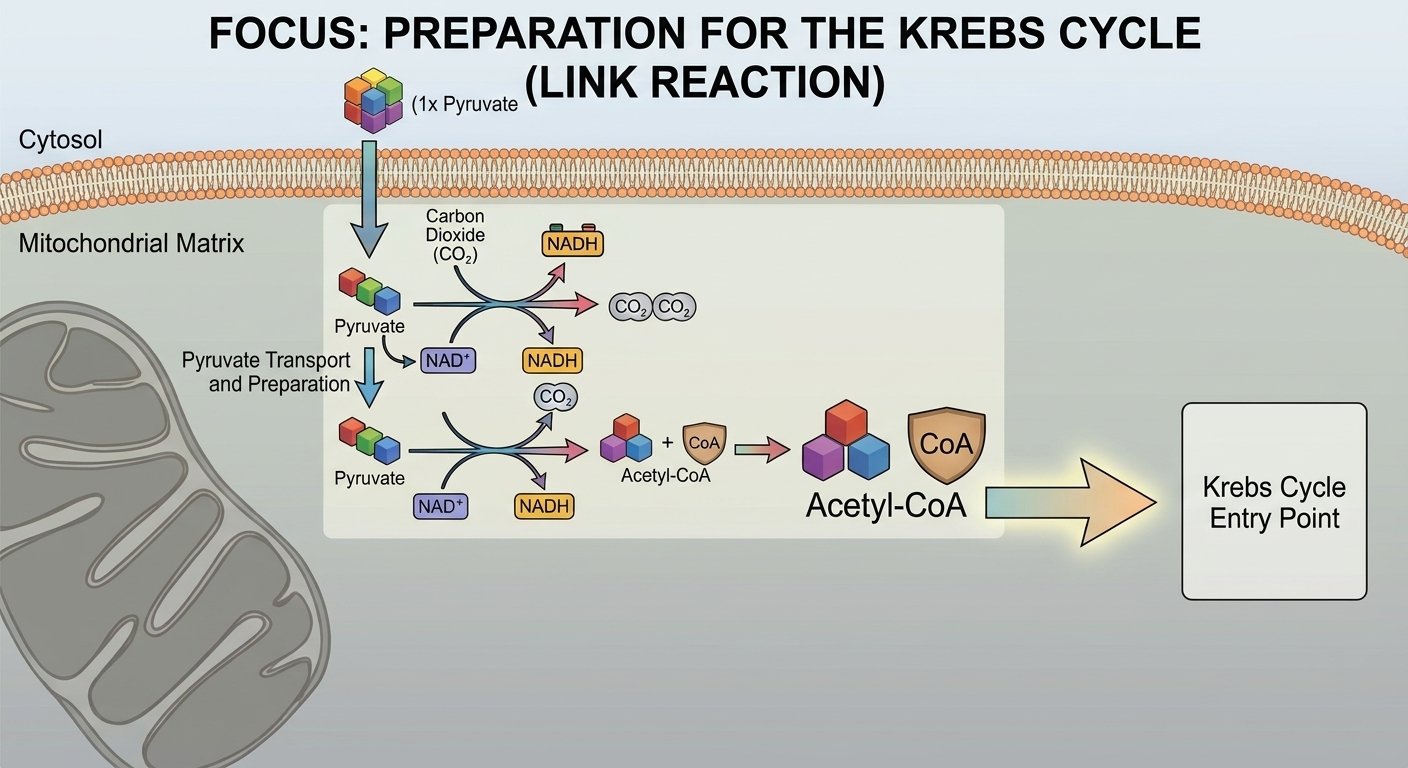 FOCUS: PREPARATION FOR THE KREBS CYCLE
(LINK REACTION)
(1x Pyruvate
Cytosol
Mitochondrial Matrix
Carbon
Dioxide
(CO₂)
NADH
CO₂ CO₂
Pyruvate
NAD⁺
NADH
Pyruvate Transport
and Preparation
CO₂
Pyruvate
NAD⁺
NADH
+
CoA
Acetyl-CoA
CoA
Acetyl-CoA
Krebs Cycle
Entry Point